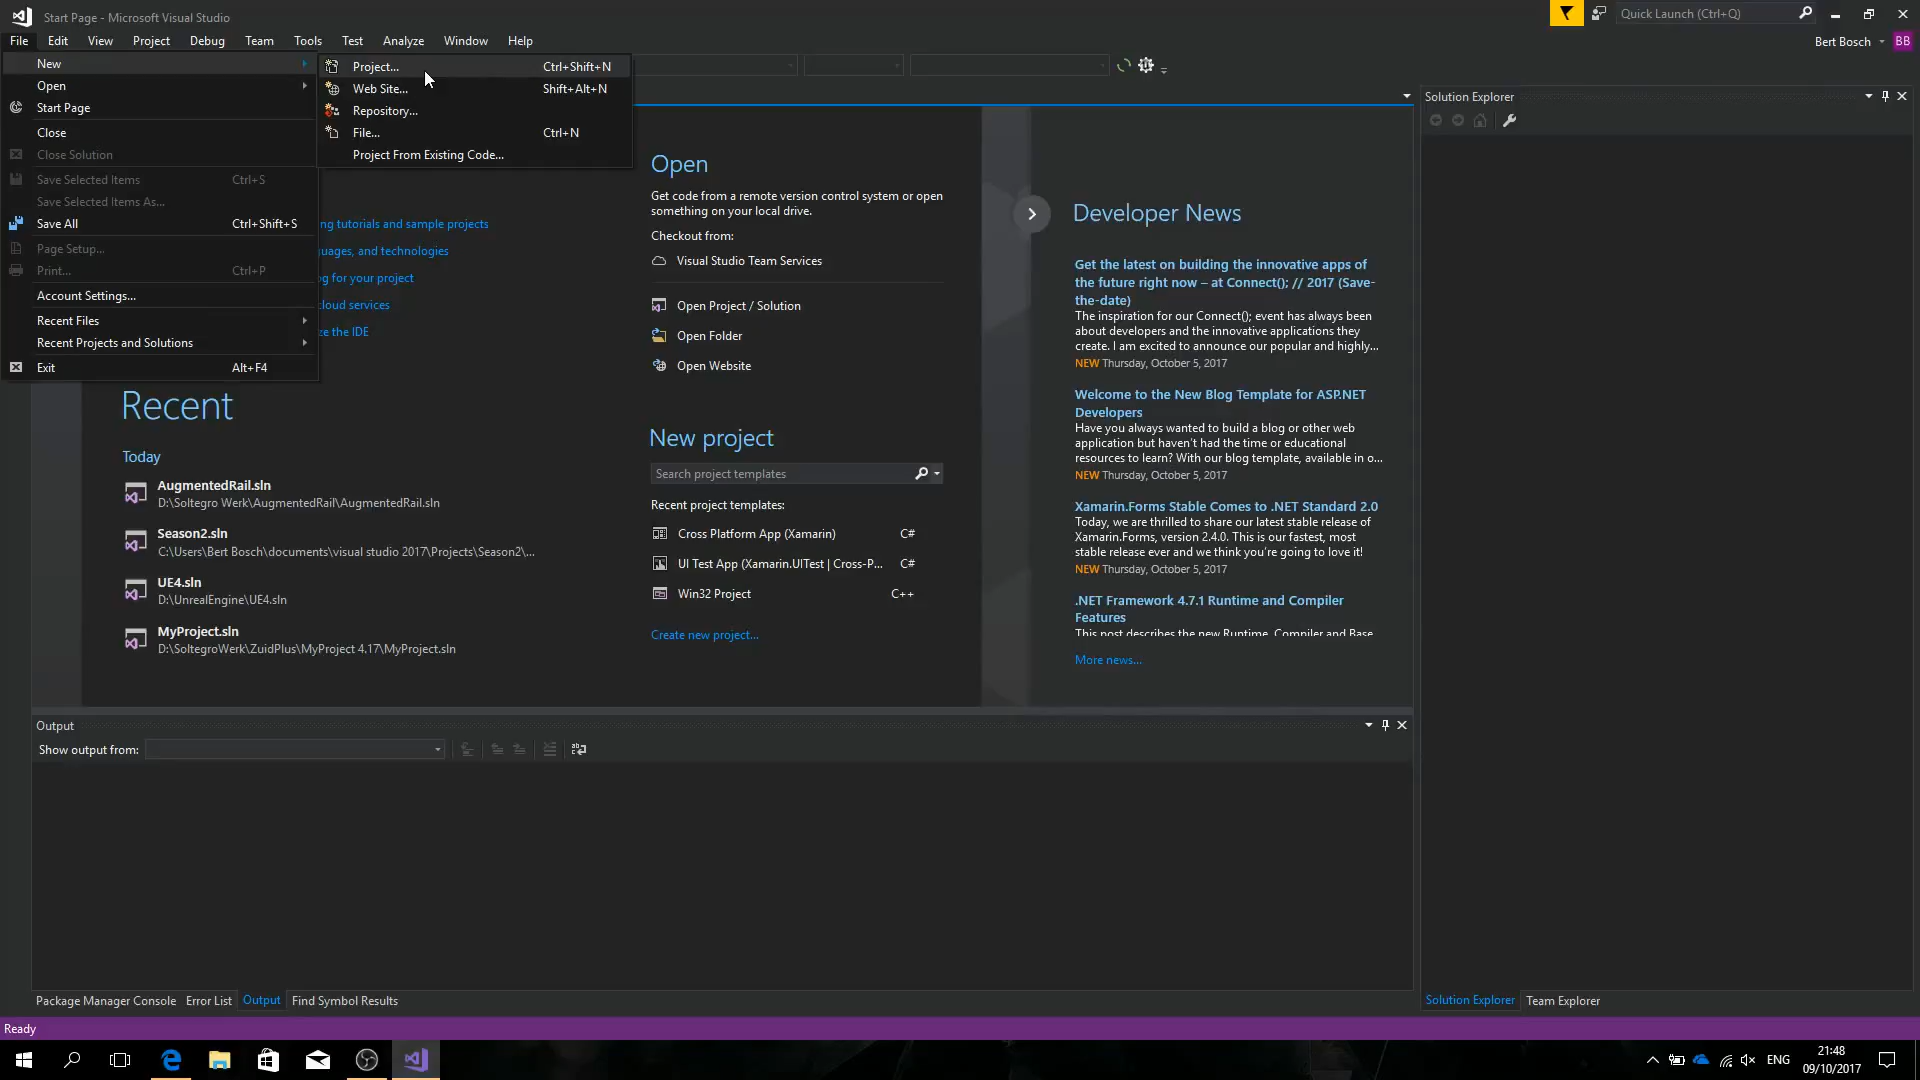 Start Page - Microsoft Visual Studio
Quick Launch (Ctrl+Q)
File Edit View Project Debug Team Tools Test Analyze Window Help
Bert Bosch BB
New
Open
Start Page
Close
Close Solution
Save Selected Items Ctrl+S
Save Selected Items As...
Save All Ctrl+Shift+S
Page Setup...
Print... Ctrl+P
Account Settings...
Recent Files
Recent Projects and Solutions
Exit Alt+F4
Project... Ctrl+Shift+N
Web Site... Shift+Alt+N
Repository...
File... Ctrl+N
Project From Existing Code...
ng tutorials and sample projects
guages, and technologies
og for your project
cloud services
ze the IDE
Recent
Today
AugmentedRail.sln
D:\Soltegro Werk\AugmentedRail\AugmentedRail.sln
Season2.sln
C:\Users\Bert Bosch\documents\visual studio 2017\Projects\Season2\...
UE4.sln
D:\UnrealEngine\UE4.sln
MyProject.sln
D:\SoltegroWerk\ZuidPlus\MyProject 4.17\MyProject.sln
Open
Get code from a remote version control system or open
something on your local drive.
Checkout from:
Visual Studio Team Services
Open Project / Solution
Open Folder
Open Website
New project
Search project templates
Recent project templates:
Cross Platform App (Xamarin) C#
UI Test App (Xamarin.UITest | Cross-P... C#
Win32 Project C++
Create new project...
Developer News
Get the latest on building the innovative apps of
the future right now – at Connect(); // 2017 (Save-
the-date)
The inspiration for our Connect(); event has always been
about developers and the innovative applications they
create. I am excited to announce our popular and highly...
NEW Thursday, October 5, 2017
Welcome to the New Blog Template for ASP.NET
Developers
Have you always wanted to build a blog or other web
application but haven't had the time or educational
resources to learn? With our blog template, available in o...
NEW Thursday, October 5, 2017
Xamarin.Forms Stable Comes to .NET Standard 2.0
Today, we are thrilled to share our latest stable release of
Xamarin.Forms, version 2.4.0. This is our fastest, most
stable release ever and we think you're going to love it!
NEW Thursday, October 5, 2017
.NET Framework 4.7.1 Runtime and Compiler
Features
This post describes the new Runtime, Compiler and Base
More news...
Solution Explorer
Output
Show output from:
Package Manager Console Error List Output Find Symbol Results
Solution Explorer Team Explorer
Ready
ENG
21:48
09/10/2017